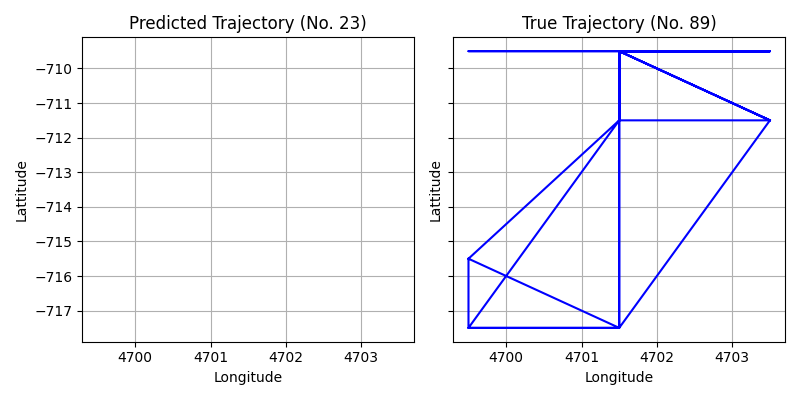 Predicted Trajectory (No. 23)
True Trajectory (No. 89)
Lattitude
−710
−711
−712
−713
−714
−715
−716
−717
4700
4701
4702
4703
Longitude
Lattitude
4700
4701
4702
4703
Longitude